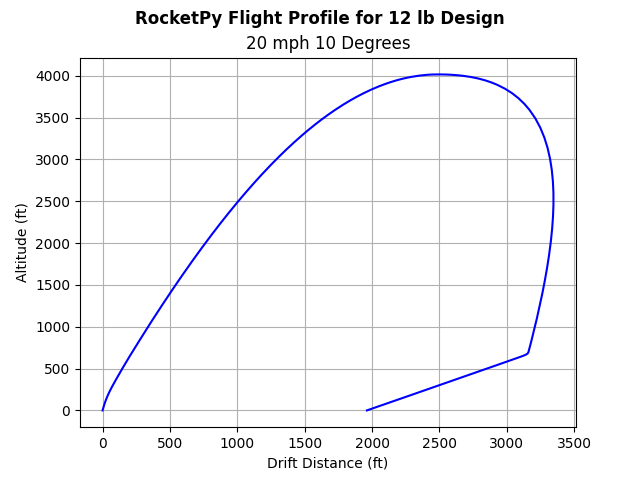 RocketPy Flight Profile for 12 lb Design
20 mph 10 Degrees
Altitude (ft)
4000
3500
3000
2500
2000
1500
1000
500
0
0 500 1000 1500 2000 2500 3000 3500
Drift Distance (ft)